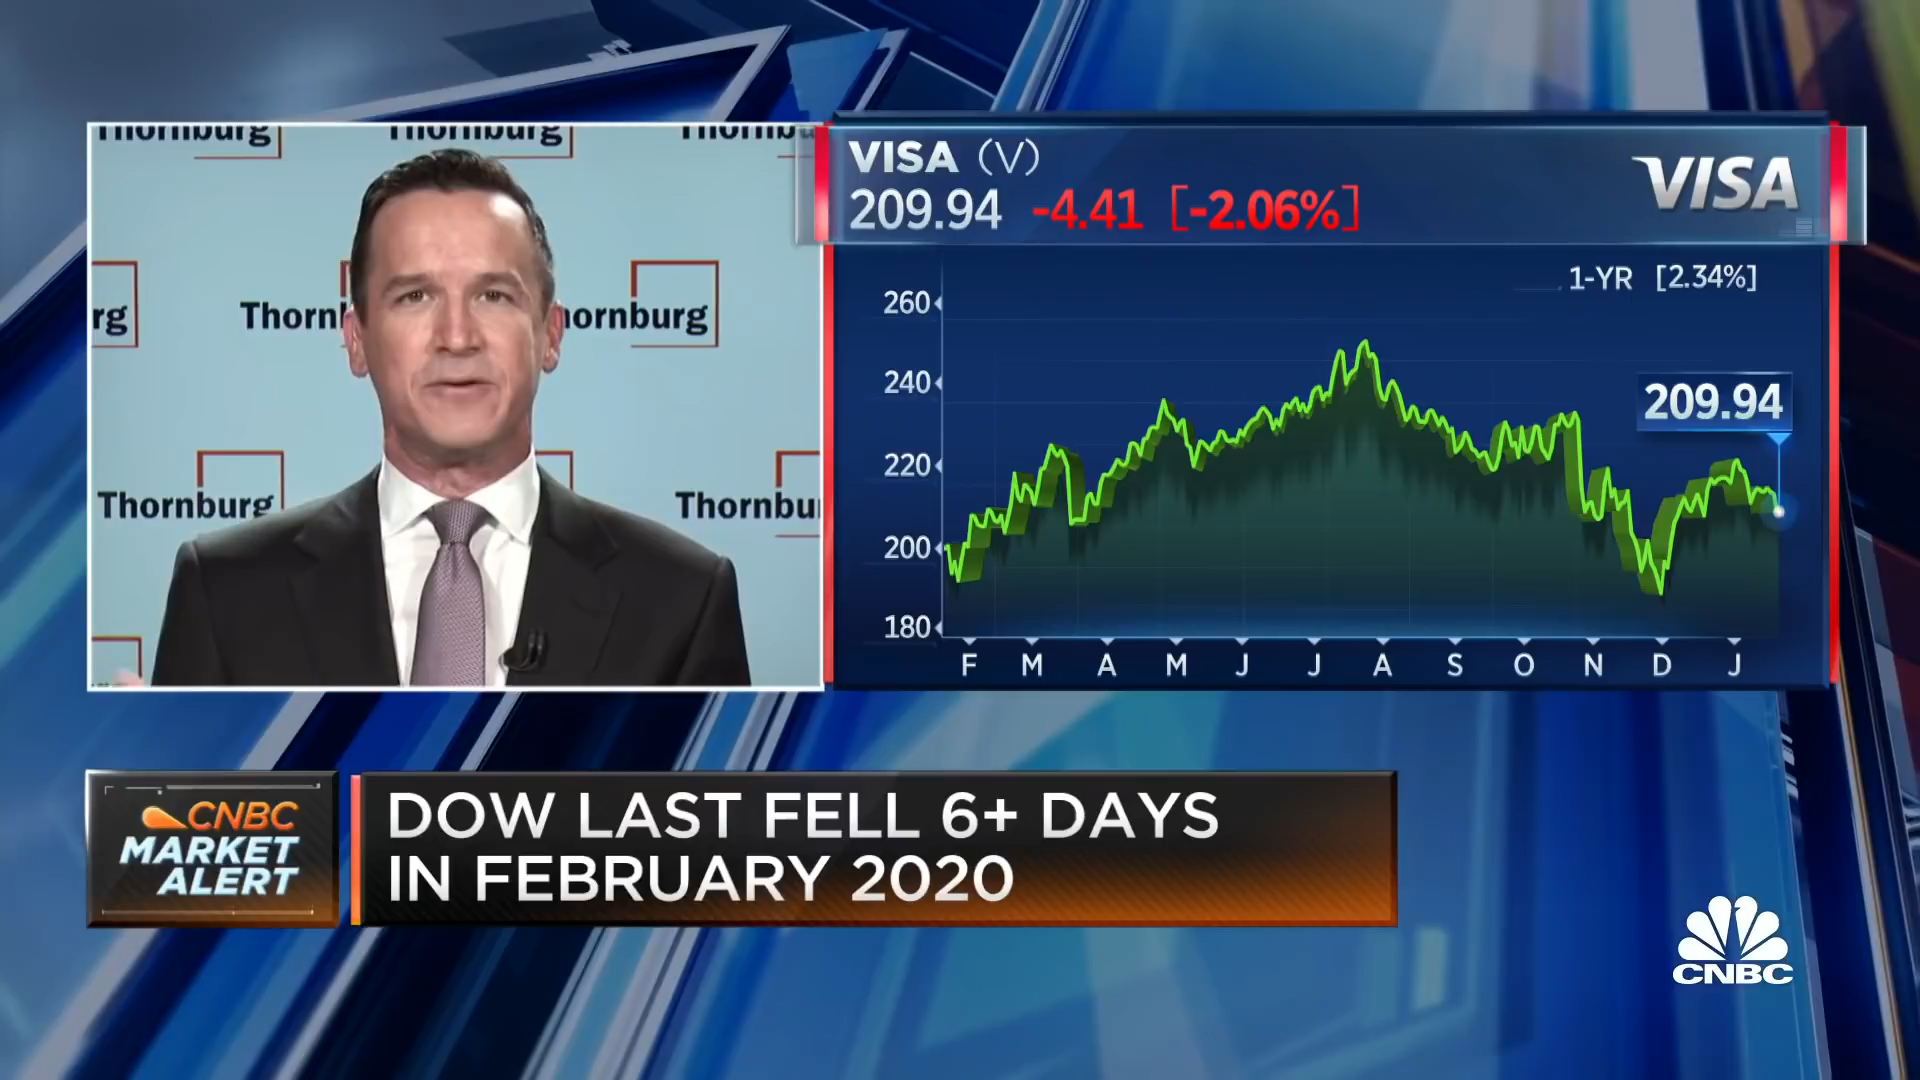 Thornburg Thornburg
Thornburg
Thornburg
VISA (V)
209.94 -4.41 [-2.06%]
VISA
1-YR [2.34%]
260
240
220
200
180
209.94
F M A M J J A S O N D J
CNBC
MARKET
ALERT
DOW LAST FELL 6+ DAYS
IN FEBRUARY 2020
CNBC